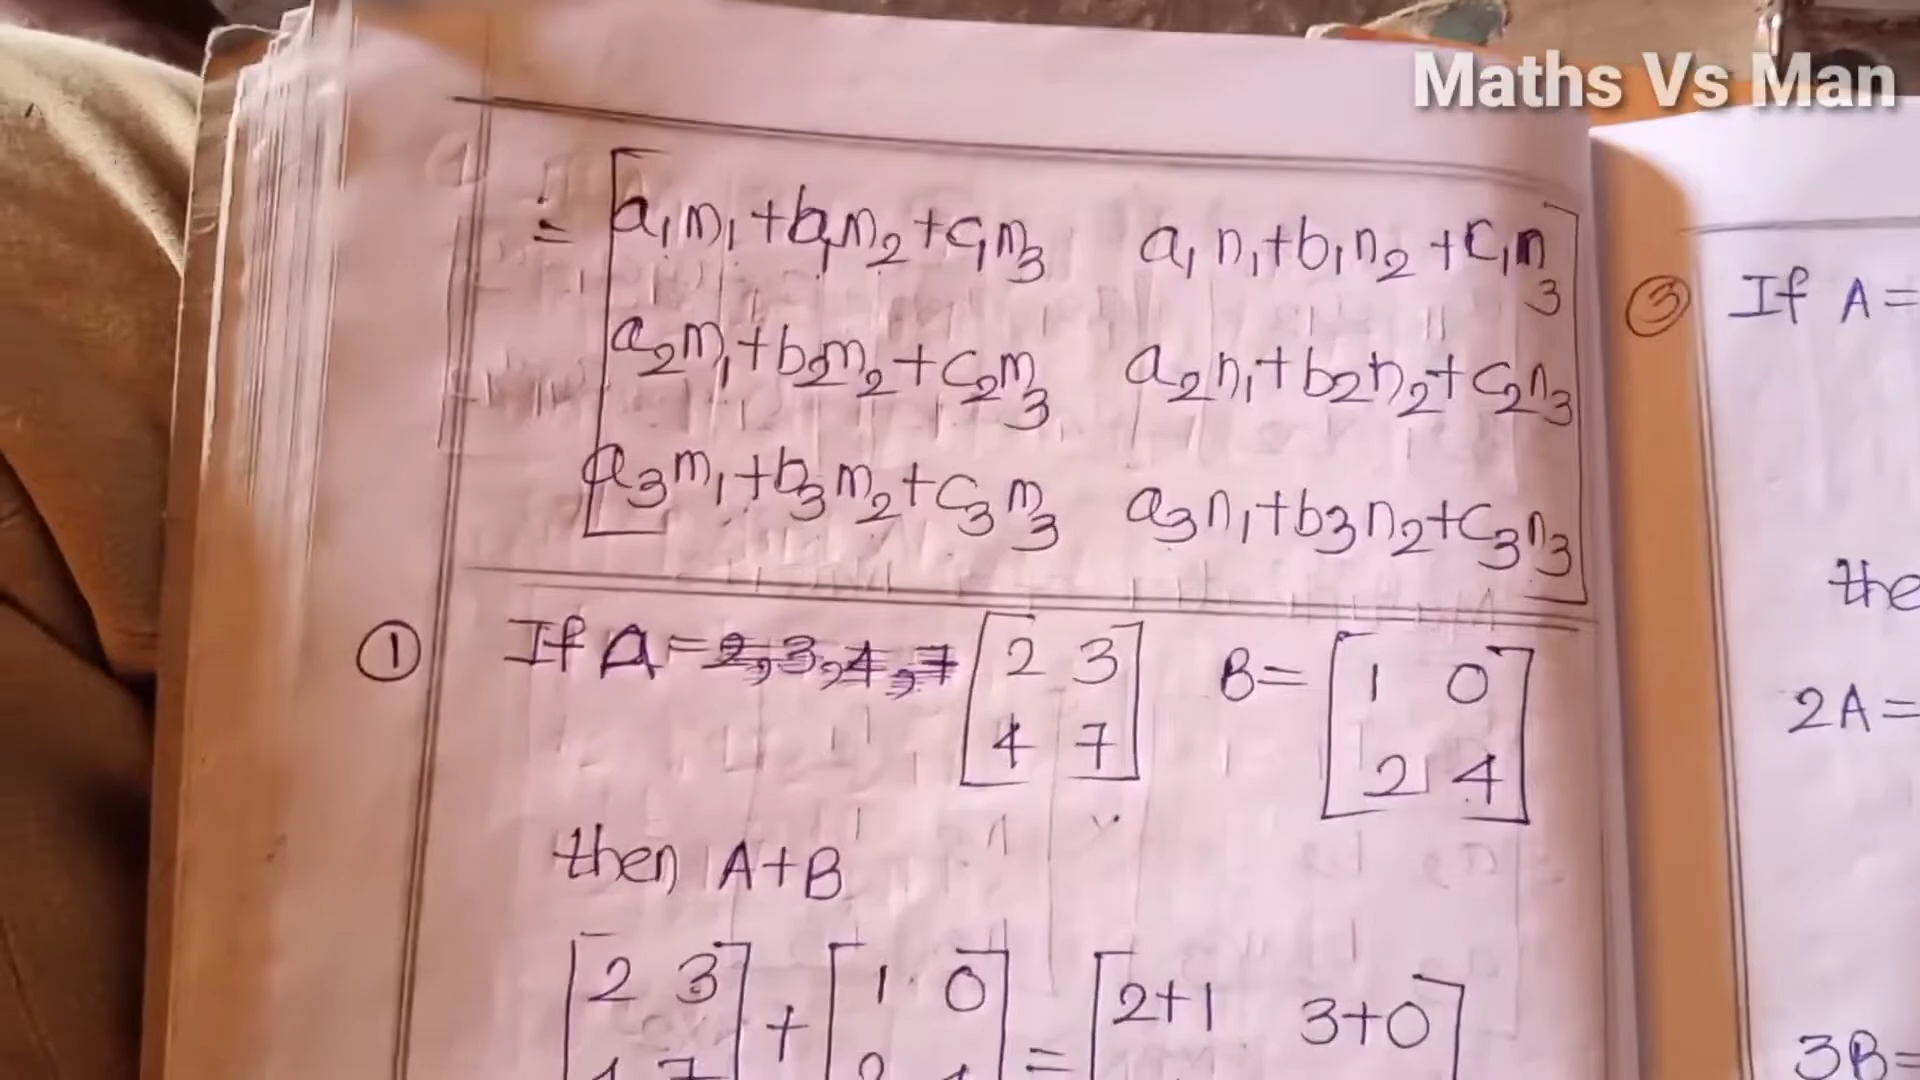 Maths Vs Man
= a₁m₁+b₁m₂+c₁m₃ a₁n₁+b₁n₂+c₁n₃
a₂m₁+b₂m₂+c₂m₃ a₂n₁+b₂n₂+c₂n₃
a₃m₁+b₃m₂+c₃m₃ a₃n₁+b₃n₂+c₃n₃
① If A= 2,3,4,7 [2 3 B= [1 0
4 7] 2 4]
then A+B
[2 3] + [1 0] = [2+1 3+0]
③ If A=
the
2A=
3B=